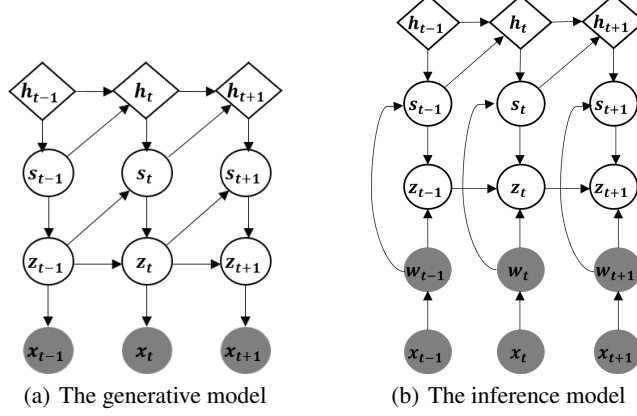 h_{t-1} h_t h_{t+1}
s_{t-1} s_t s_{t+1}
z_{t-1} z_t z_{t+1}
x_{t-1} x_t x_{t+1}
(a) The generative model
h_{t-1} h_t h_{t+1}
s_{t-1} s_t s_{t+1}
z_{t-1} z_t z_{t+1}
w_{t-1} w_t w_{t+1}
x_{t-1} x_t x_{t+1}
(b) The inference model